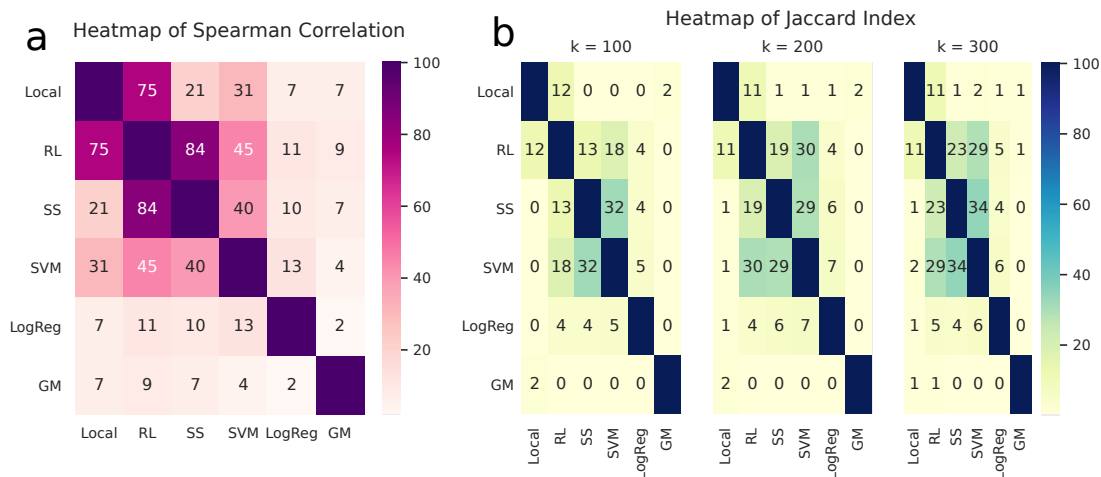 a
Heatmap of Spearman Correlation
Local 75 21 31 7 7
RL 75 84 45 11 9
SS 21 84 40 10 7
SVM 31 45 40 13 4
LogReg 7 11 10 13 2
GM 7 9 7 4 2
Local RL SS SVM LogReg GM
100
80
60
40
20
b
Heatmap of Jaccard Index
k = 100
k = 200
k = 300
Local 12 0 0 0 2 11 1 1 1 2 11 1 2 1 1
RL 12 13 18 4 0 11 19 30 4 0 11 23 29 5 1
SS 0 13 32 4 0 1 19 29 6 0 1 23 34 4 0
SVM 0 18 32 5 0 1 30 29 7 0 2 29 34 6 0
LogReg 0 4 4 5 0 1 4 6 7 0 1 5 4 6 0
GM 2 0 0 0 0 2 0 0 0 0 1 1 0 0 0
Local RL SS SVM LogReg GM Local RL SS SVM LogReg GM Local RL SS SVM LogReg GM
100
80
60
40
20